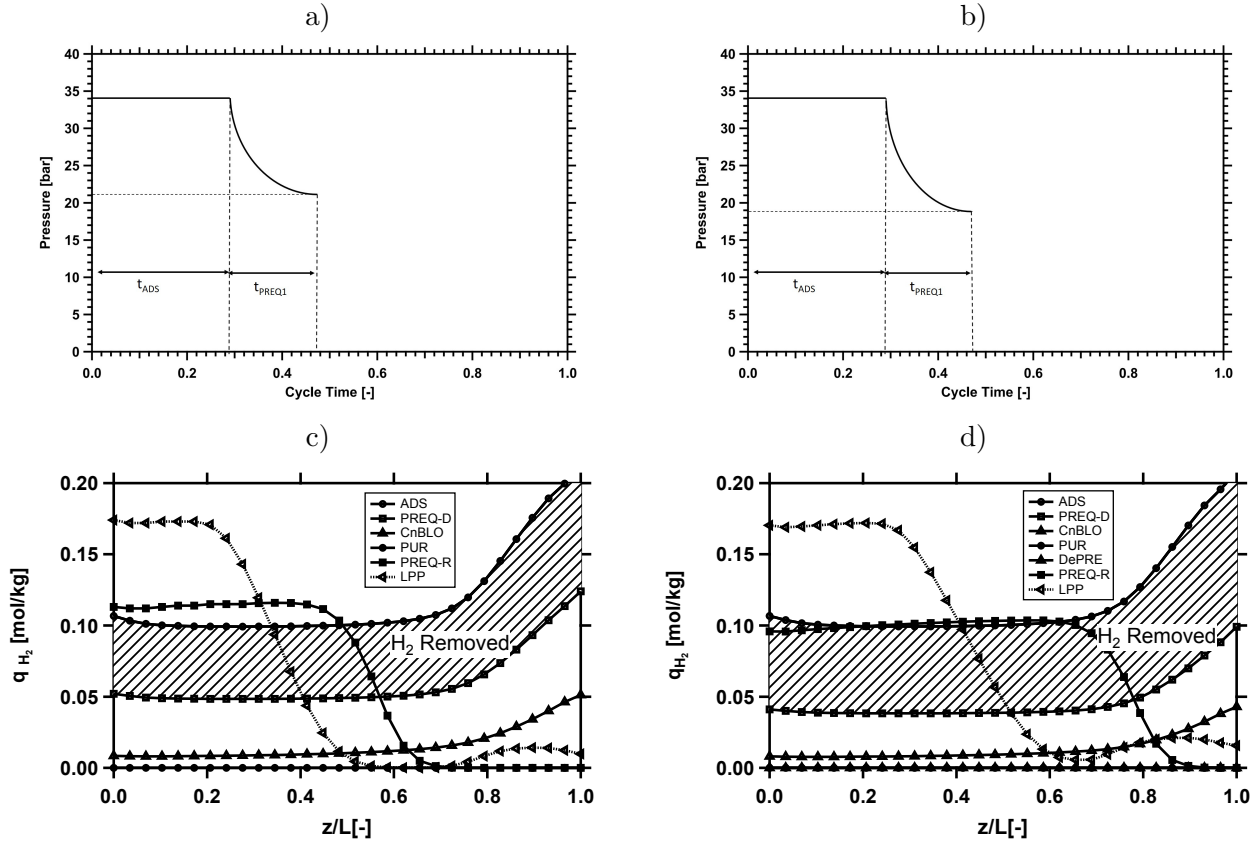 a)
40
35
30
25
20
15
10
5
0
Pressure [bar]
t_ADS
t_PREQ1
0.0 0.2 0.4 0.6 0.8 1.0
Cycle Time [-]
b)
40
35
30
25
20
15
10
5
0
Pressure [bar]
t_ADS
t_PREQ1
0.0 0.2 0.4 0.6 0.8 1.0
Cycle Time [-]
c)
0.20
0.15
0.10
0.05
0.00
q H2 [mol/kg]
ADS
PREQ-D
CnBLO
PUR
PREQ-R
LPP
H2 Removed
0.0 0.2 0.4 0.6 0.8 1.0
z/L[-]
d)
0.20
0.15
0.10
0.05
0.00
qH2 [mol/kg]
ADS
PREQ-D
CnBLO
PUR
DePRE
PREQ-R
LPP
H2 Removed
0.0 0.2 0.4 0.6 0.8 1.0
z/L[-]